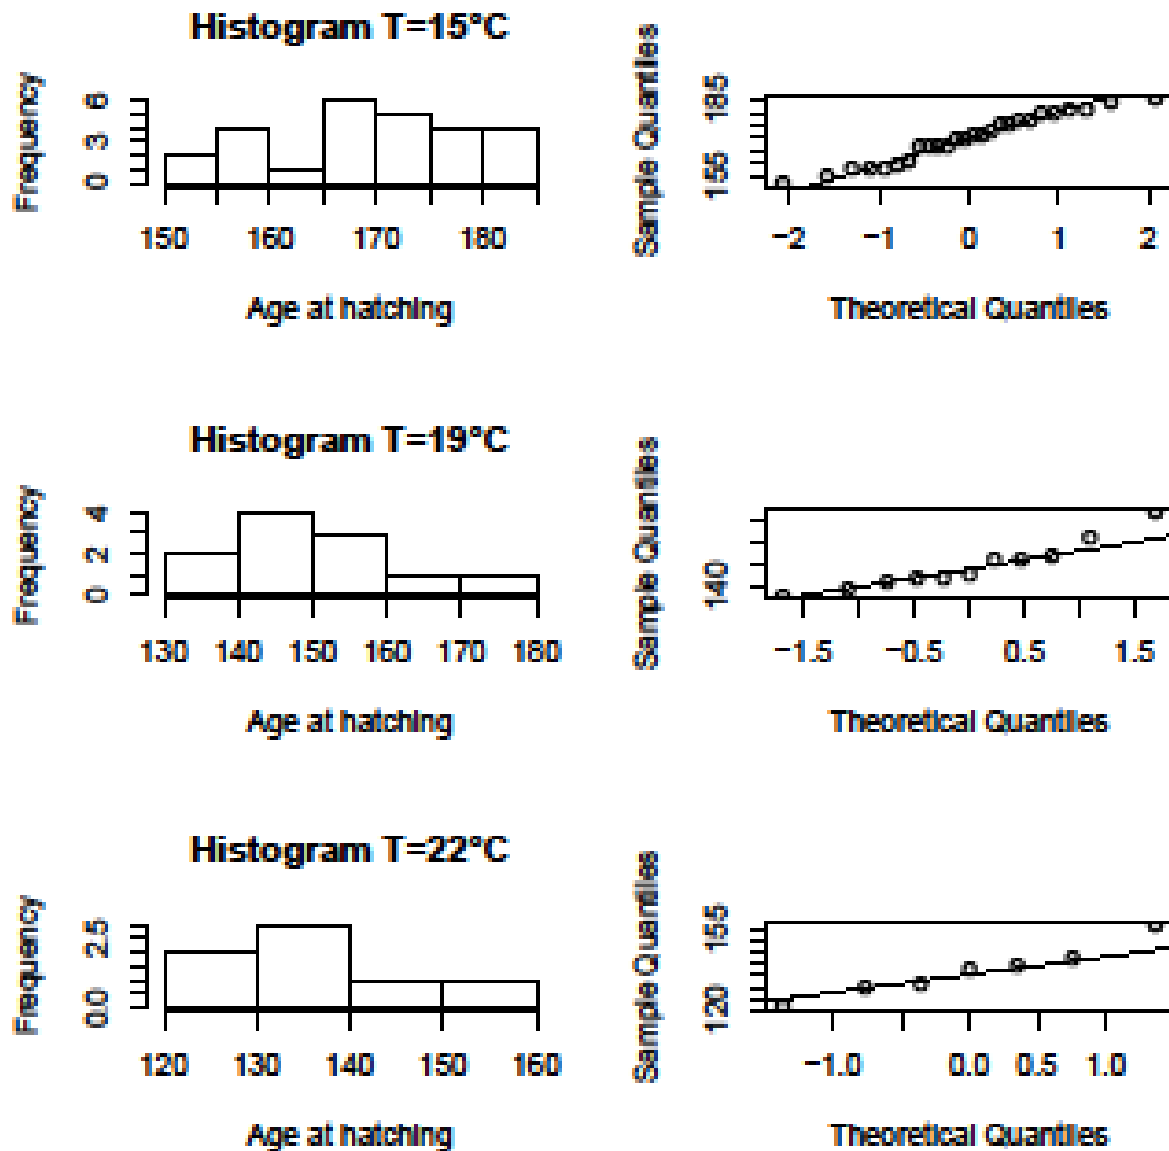 Histogram T=15°C
Frequency
0 3 6
150 160 170 180
Age at hatching
Sample Quantiles
155 185
−2 −1 0 1 2
Theoretical Quantiles
Histogram T=19°C
Frequency
0 2 4
130 140 150 160 170 180
Age at hatching
Sample Quantiles
140
−1.5 −0.5 0.5 1.5
Theoretical Quantiles
Histogram T=22°C
Frequency
0.0 2.5
120 130 140 150 160
Age at hatching
Sample Quantiles
120 155
−1.0 0.0 0.5 1.0
Theoretical Quantiles